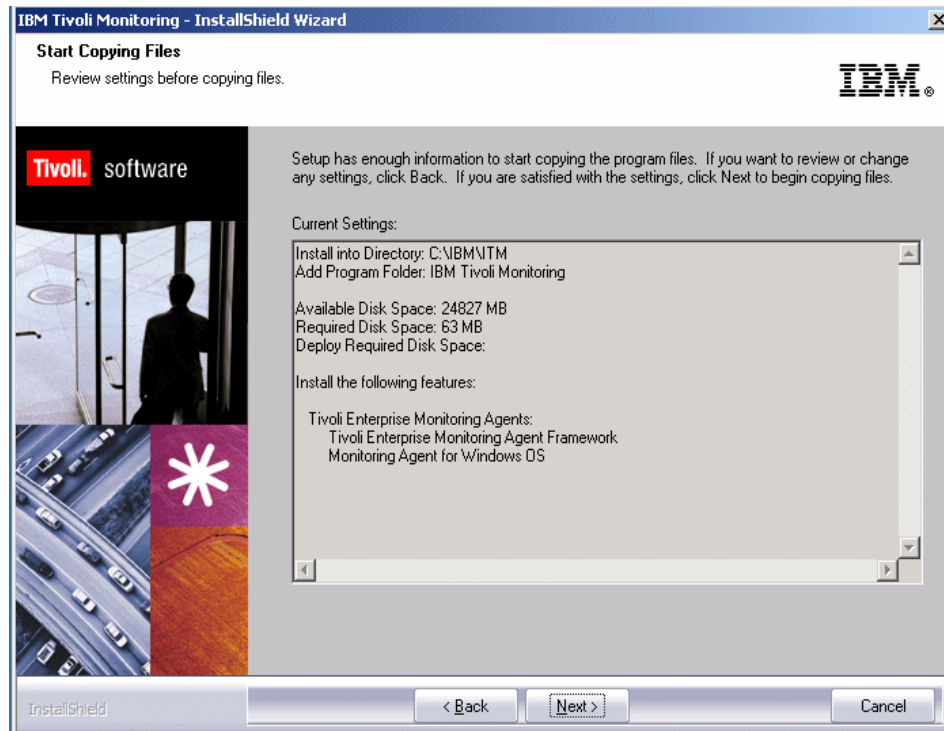 IBM Tivoli Monitoring - InstallShield Wizard
Start Copying Files
Review settings before copying files.
IBM®
Tivoli. software
Setup has enough information to start copying the program files. If you want to review or change
any settings, click Back. If you are satisfied with the settings, click Next to begin copying files.
Current Settings:
Install into Directory: C:\IBM\ITM
Add Program Folder: IBM Tivoli Monitoring
Available Disk Space: 24827 MB
Required Disk Space: 63 MB
Deploy Required Disk Space:
Install the following features:
Tivoli Enterprise Monitoring Agents:
Tivoli Enterprise Monitoring Agent Framework
Monitoring Agent for Windows OS
InstallShield
< Back
Next >
Cancel